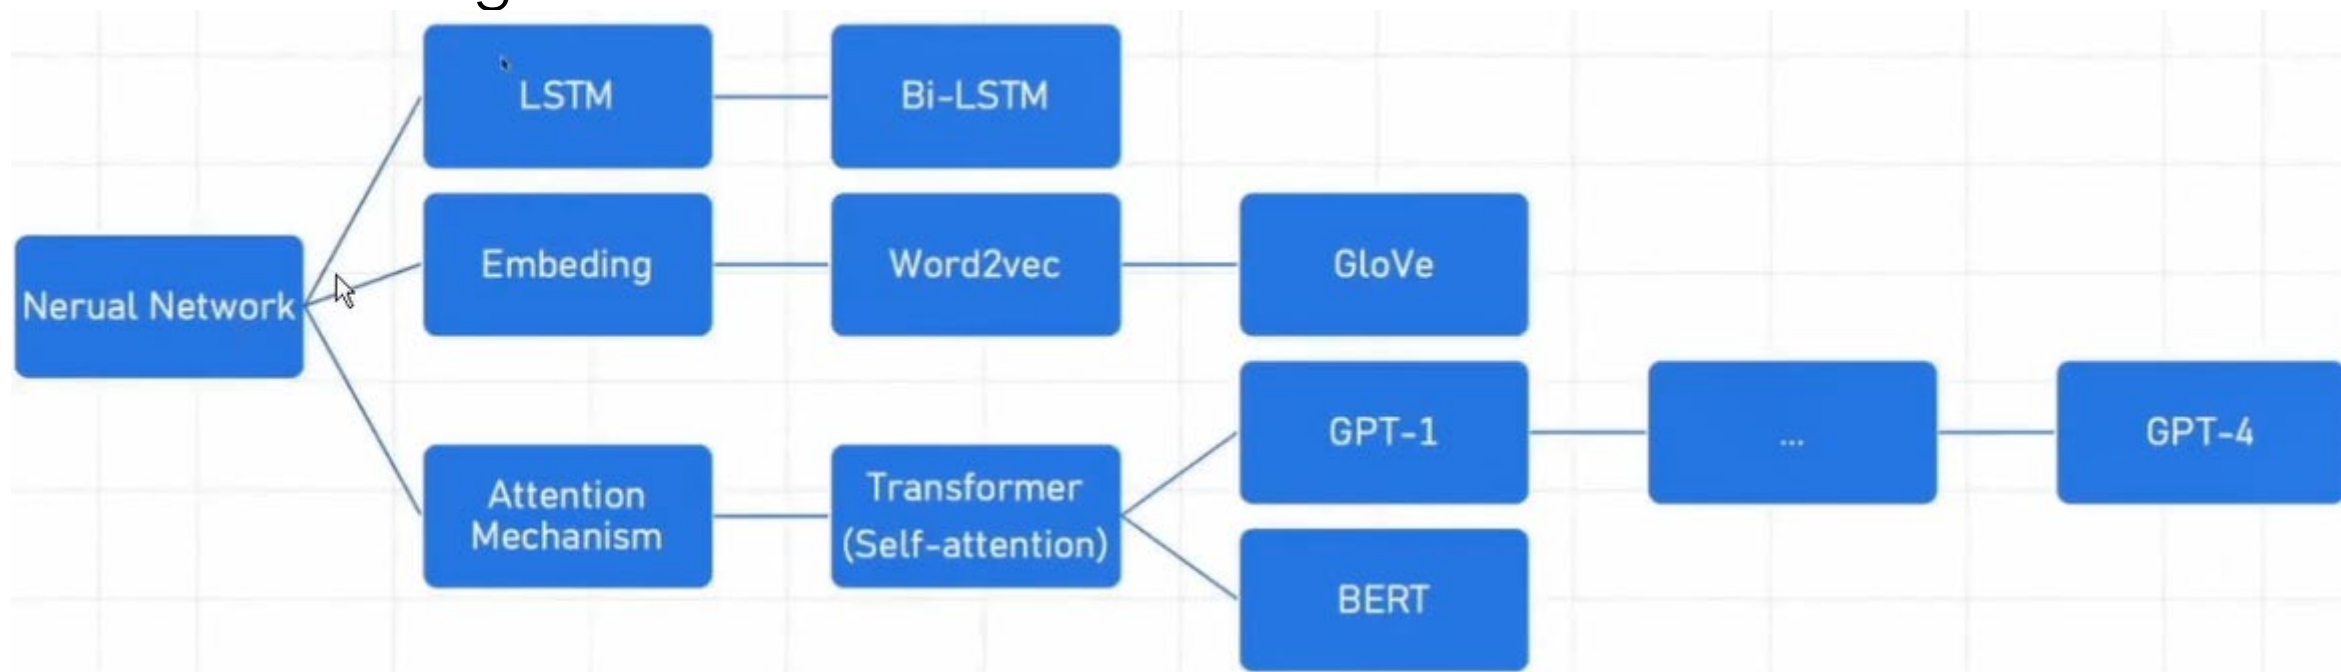 LSTM
Bi-LSTM
Embeding
Word2vec
GloVe
Nerual Network
GPT-1
...
GPT-4
Attention
Mechanism
Transformer
(Self-attention)
BERT